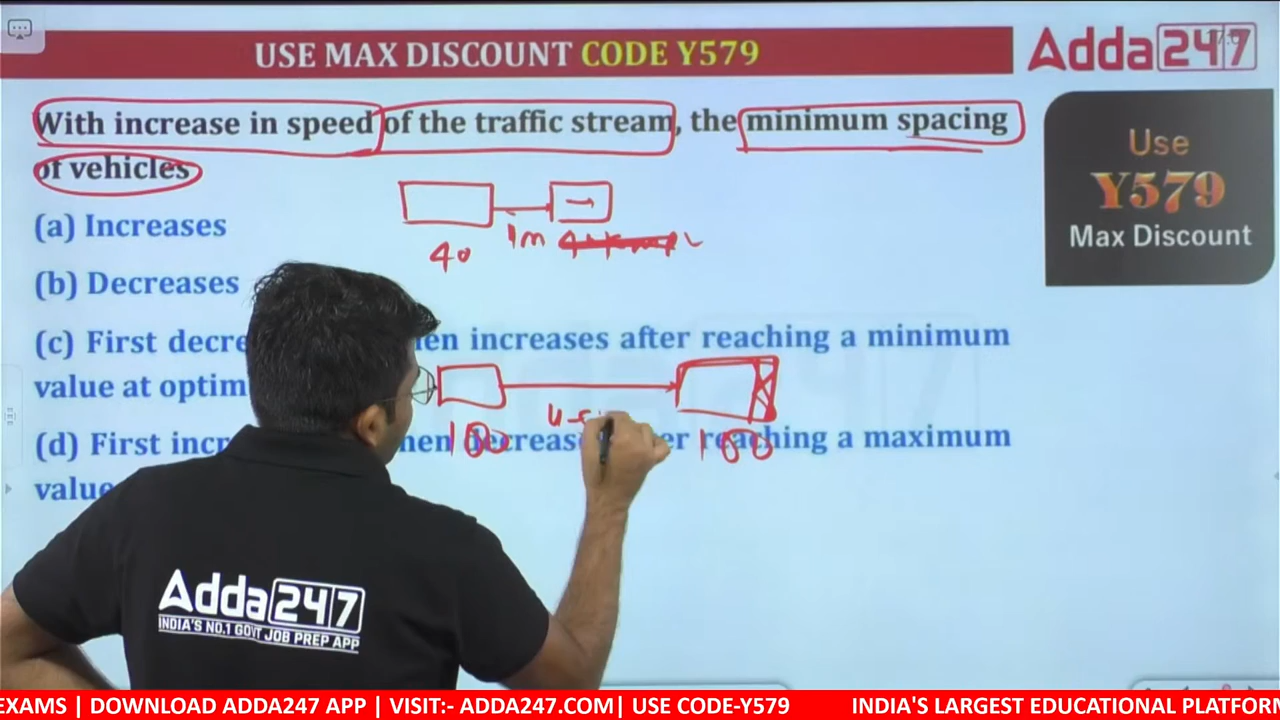 USE MAX DISCOUNT CODE Y579
Adda247
With increase in speed of the traffic stream, the minimum spacing
of vehicles
Use
Y579
Max Discount
(a) Increases
1m
40
(b) Decreases
(c) First decre en increases after reaching a minimum
value at optim
100
100
(d) First incr hen decreases er reaching a maximum
value
Adda247
INDIA'S NO.1 GOVT JOB PREP APP
EXAMS | DOWNLOAD ADDA247 APP | VISIT:- ADDA247.COM| USE CODE-Y579 INDIA'S LARGEST EDUCATIONAL PLATFORM